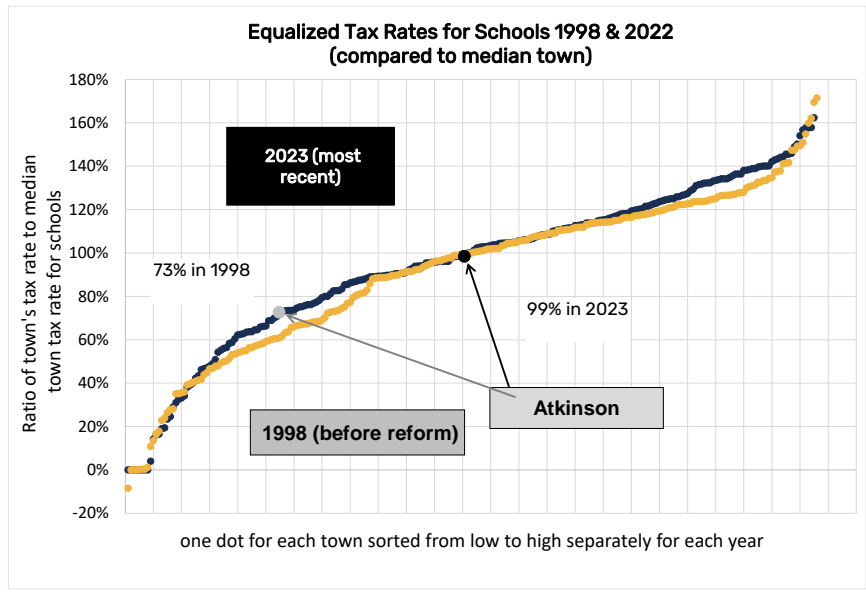 Equalized Tax Rates for Schools 1998 & 2022
(compared to median town)
Ratio of town's tax rate to median
town tax rate for schools
180%
160%
140%
120%
100%
80%
60%
40%
20%
0%
-20%
2023 (most
recent)
73% in 1998
99% in 2023
Atkinson
1998 (before reform)
one dot for each town sorted from low to high separately for each year